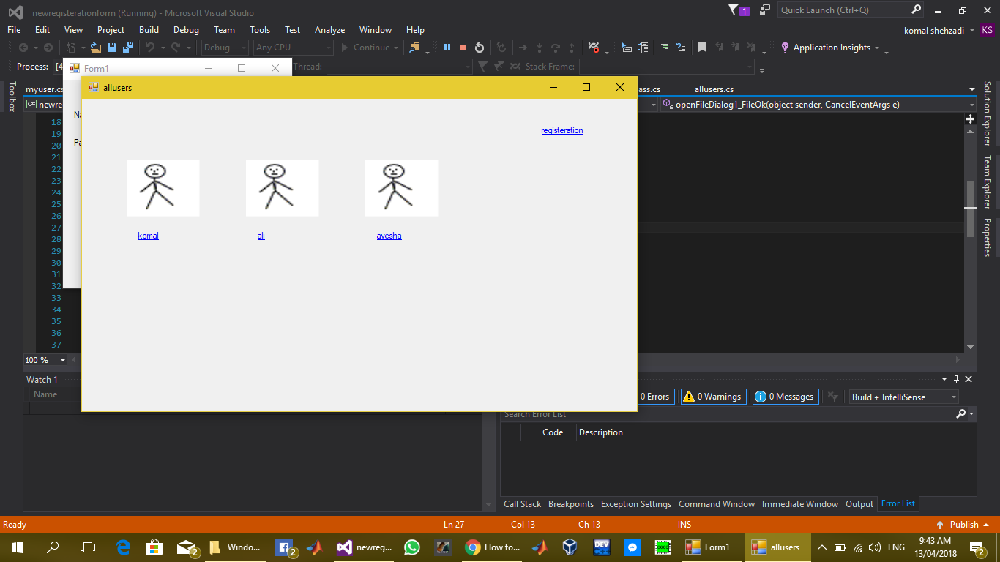 newregisterationform (Running) - Microsoft Visual Studio
1
Quick Launch (Ctrl+Q)
File Edit View Project Build Debug Team Tools Test Analyze Window Help
komal shehzadi KS
Debug Any CPU Continue Application Insights
Process: [4 Thread: Stack Frame:
Form1
allusers
Toolbox
myuser.cs ass.cs allusers.cs
C# newre openFileDialog1_FileOk(object sender, CancelEventArgs e)
Na
Pa
registeration
komal ali ayesha
18
19
20
21
22
23
24
25
26
27
28
29
30
31
32
33
34
35
36
37
Solution Explorer
Team Explorer
Properties
100 %
Watch 1
Name
0 Errors 0 Warnings 0 Messages Build + IntelliSense
Search Error List
Code Description
Call Stack Breakpoints Exception Settings Command Window Immediate Window Output Error List
Ready Ln 27 Col 13 Ch 13 INS Publish
2 Windo... 2 newreg... How to... DEV 8086 Form1 allusers ENG 9:43 AM
13/04/2018 2